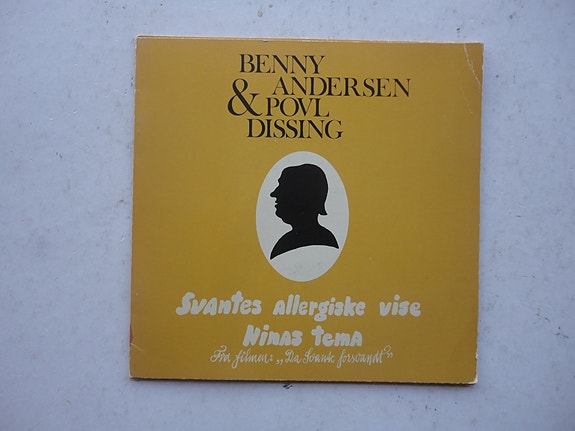 BENNY
ANDERSEN
& POVL
DISSING
Svantes allergiske vise
Ninas tema
Fra filmen: „Da Svante forsvandt"